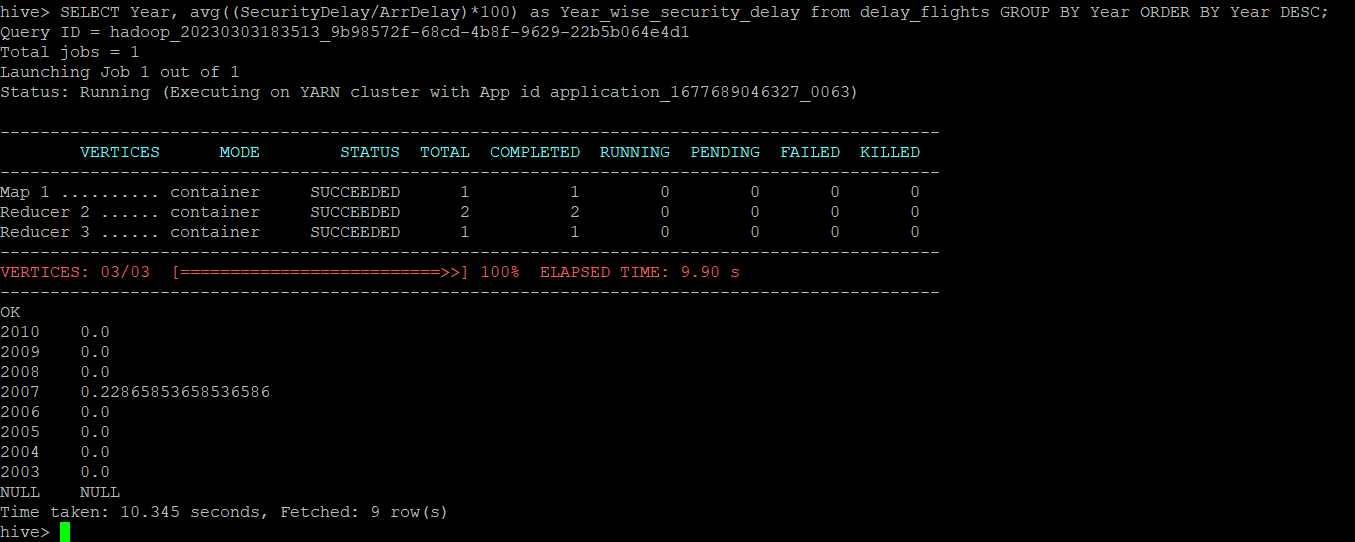 hive> SELECT Year, avg((SecurityDelay/ArrDelay)*100) as Year_wise_security_delay from delay_flights GROUP BY Year ORDER BY Year DESC;
Query ID = hadoop_20230303183513_9b98572f-68cd-4b8f-9629-22b5b064e4d1
Total jobs = 1
Launching Job 1 out of 1
Status: Running (Executing on YARN cluster with App id application_1677689046327_0063)
----------------------------------------------------------------------------------------------
        VERTICES      MODE        STATUS  TOTAL  COMPLETED  RUNNING  PENDING  FAILED  KILLED
----------------------------------------------------------------------------------------------
Map 1 .......... container     SUCCEEDED      1          1        0        0       0       0
Reducer 2 ...... container     SUCCEEDED      2          2        0        0       0       0
Reducer 3 ...... container     SUCCEEDED      1          1        0        0       0       0
----------------------------------------------------------------------------------------------
VERTICES: 03/03  [==========================>>] 100%  ELAPSED TIME: 9.90 s
----------------------------------------------------------------------------------------------
OK
2010    0.0
2009    0.0
2008    0.0
2007    0.22865853658536586
2006    0.0
2005    0.0
2004    0.0
2003    0.0
NULL    NULL
Time taken: 10.345 seconds, Fetched: 9 row(s)
hive>